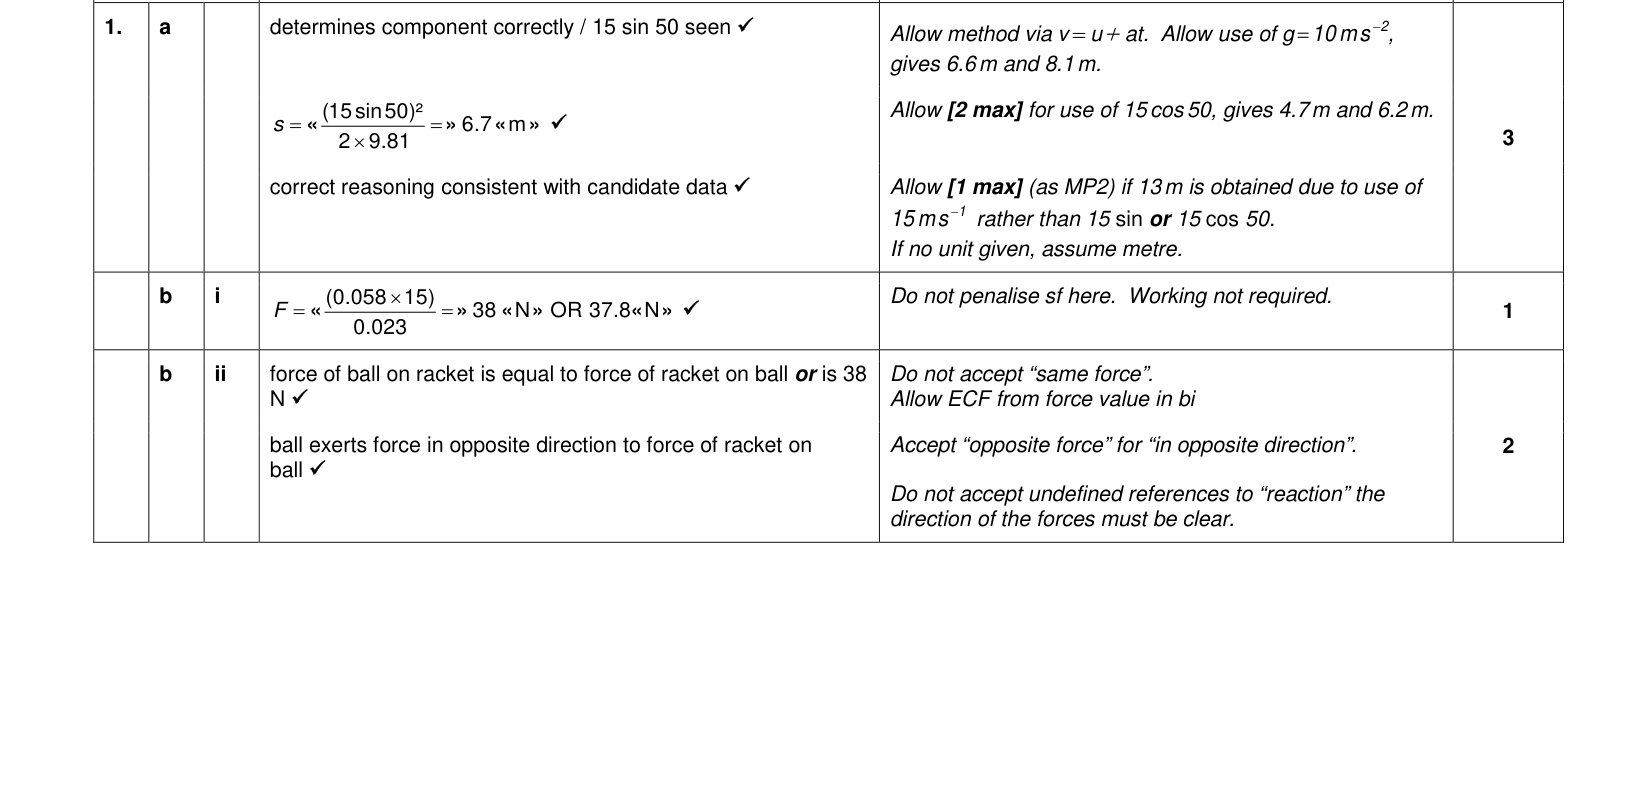 1. a determines component correctly / 15 sin 50 seen ✓
Allow method via v = u + at. Allow use of g = 10 m s⁻²,
gives 6.6 m and 8.1 m.
s = « (15 sin 50)² / 2 × 9.81 = » 6.7 «m» ✓
Allow [2 max] for use of 15 cos 50, gives 4.7 m and 6.2 m.
3
correct reasoning consistent with candidate data ✓
Allow [1 max] (as MP2) if 13 m is obtained due to use of
15 m s⁻¹ rather than 15 sin or 15 cos 50.
If no unit given, assume metre.
b i F = « (0.058 × 15) / 0.023 = » 38 «N» OR 37.8«N» ✓
Do not penalise sf here. Working not required.
1
b ii force of ball on racket is equal to force of racket on ball or is 38
N ✓
Do not accept “same force”.
Allow ECF from force value in bi
ball exerts force in opposite direction to force of racket on
ball ✓
Accept “opposite force” for “in opposite direction”.
2
Do not accept undefined references to “reaction” the
direction of the forces must be clear.